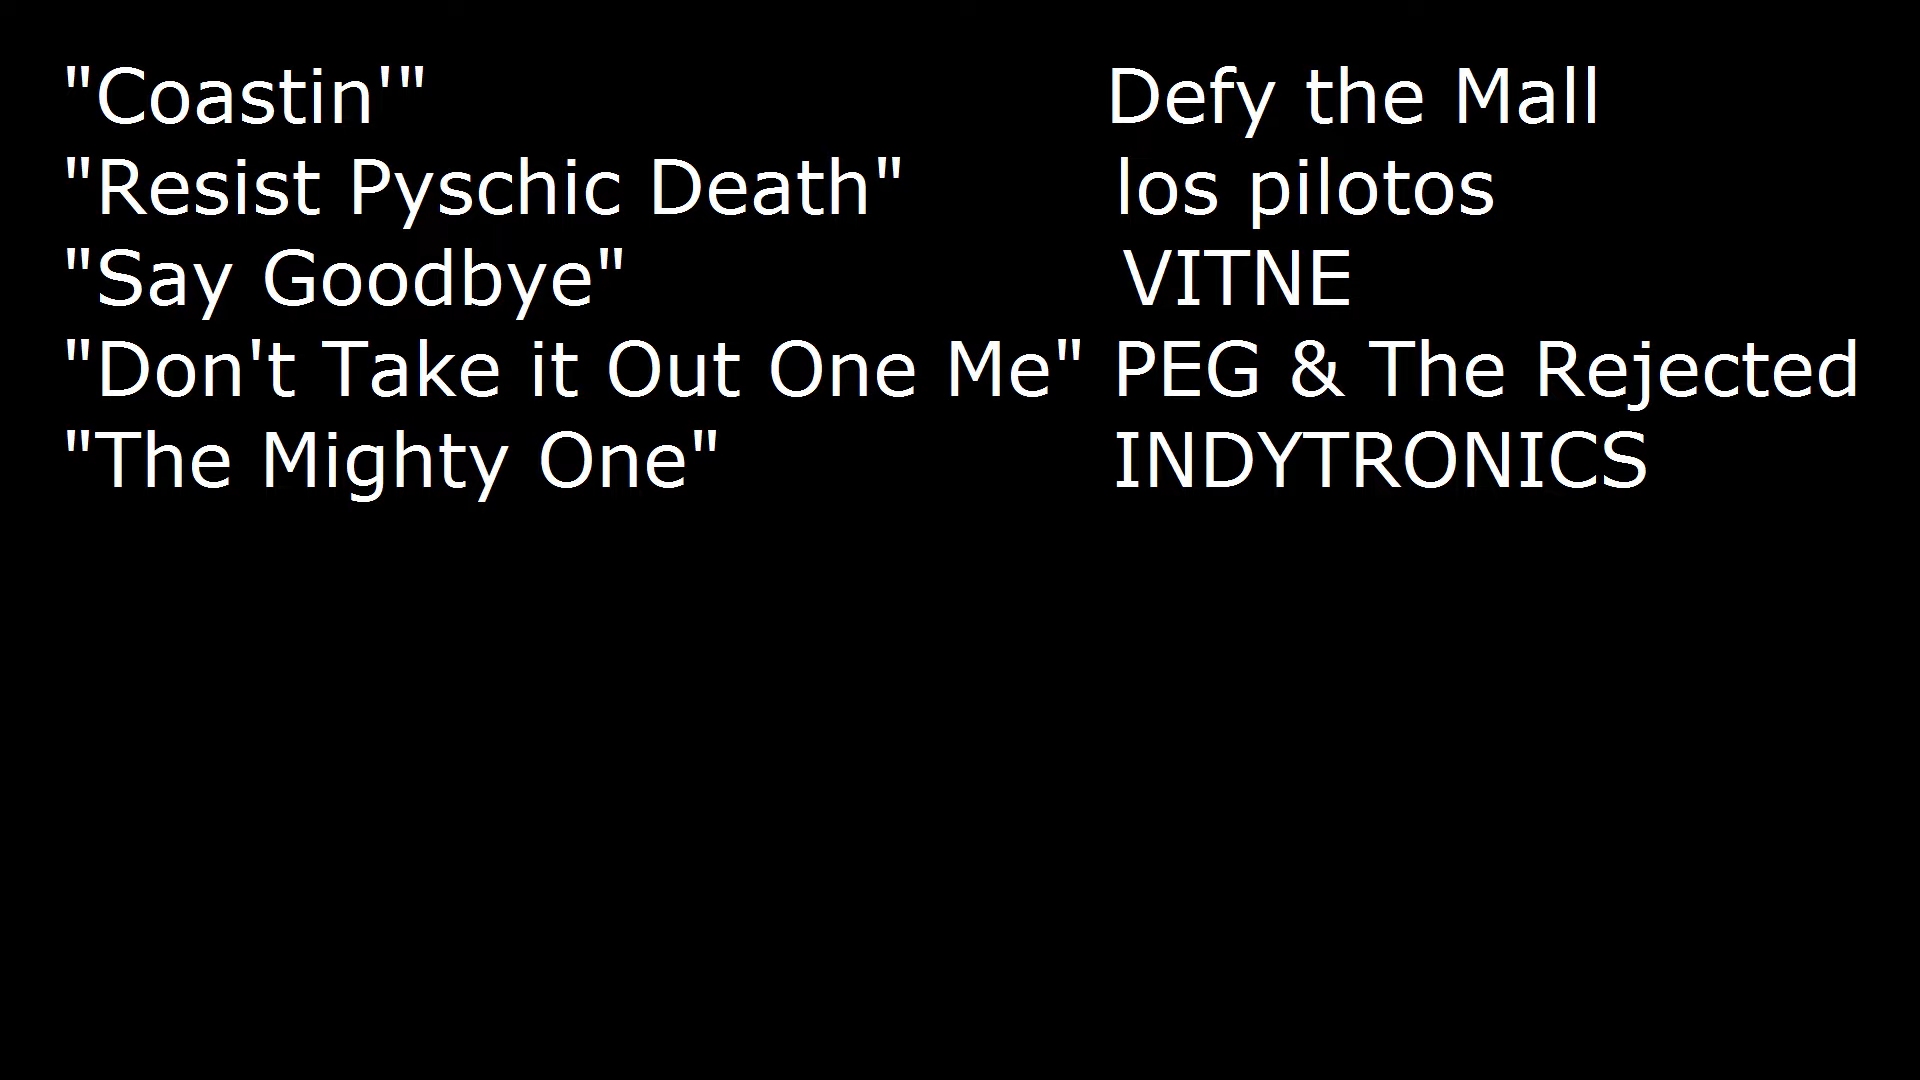 "Coastin'" Defy the Mall
"Resist Pyschic Death" los pilotos
"Say Goodbye" VITNE
"Don't Take it Out One Me" PEG & The Rejected
"The Mighty One" INDYTRONICS